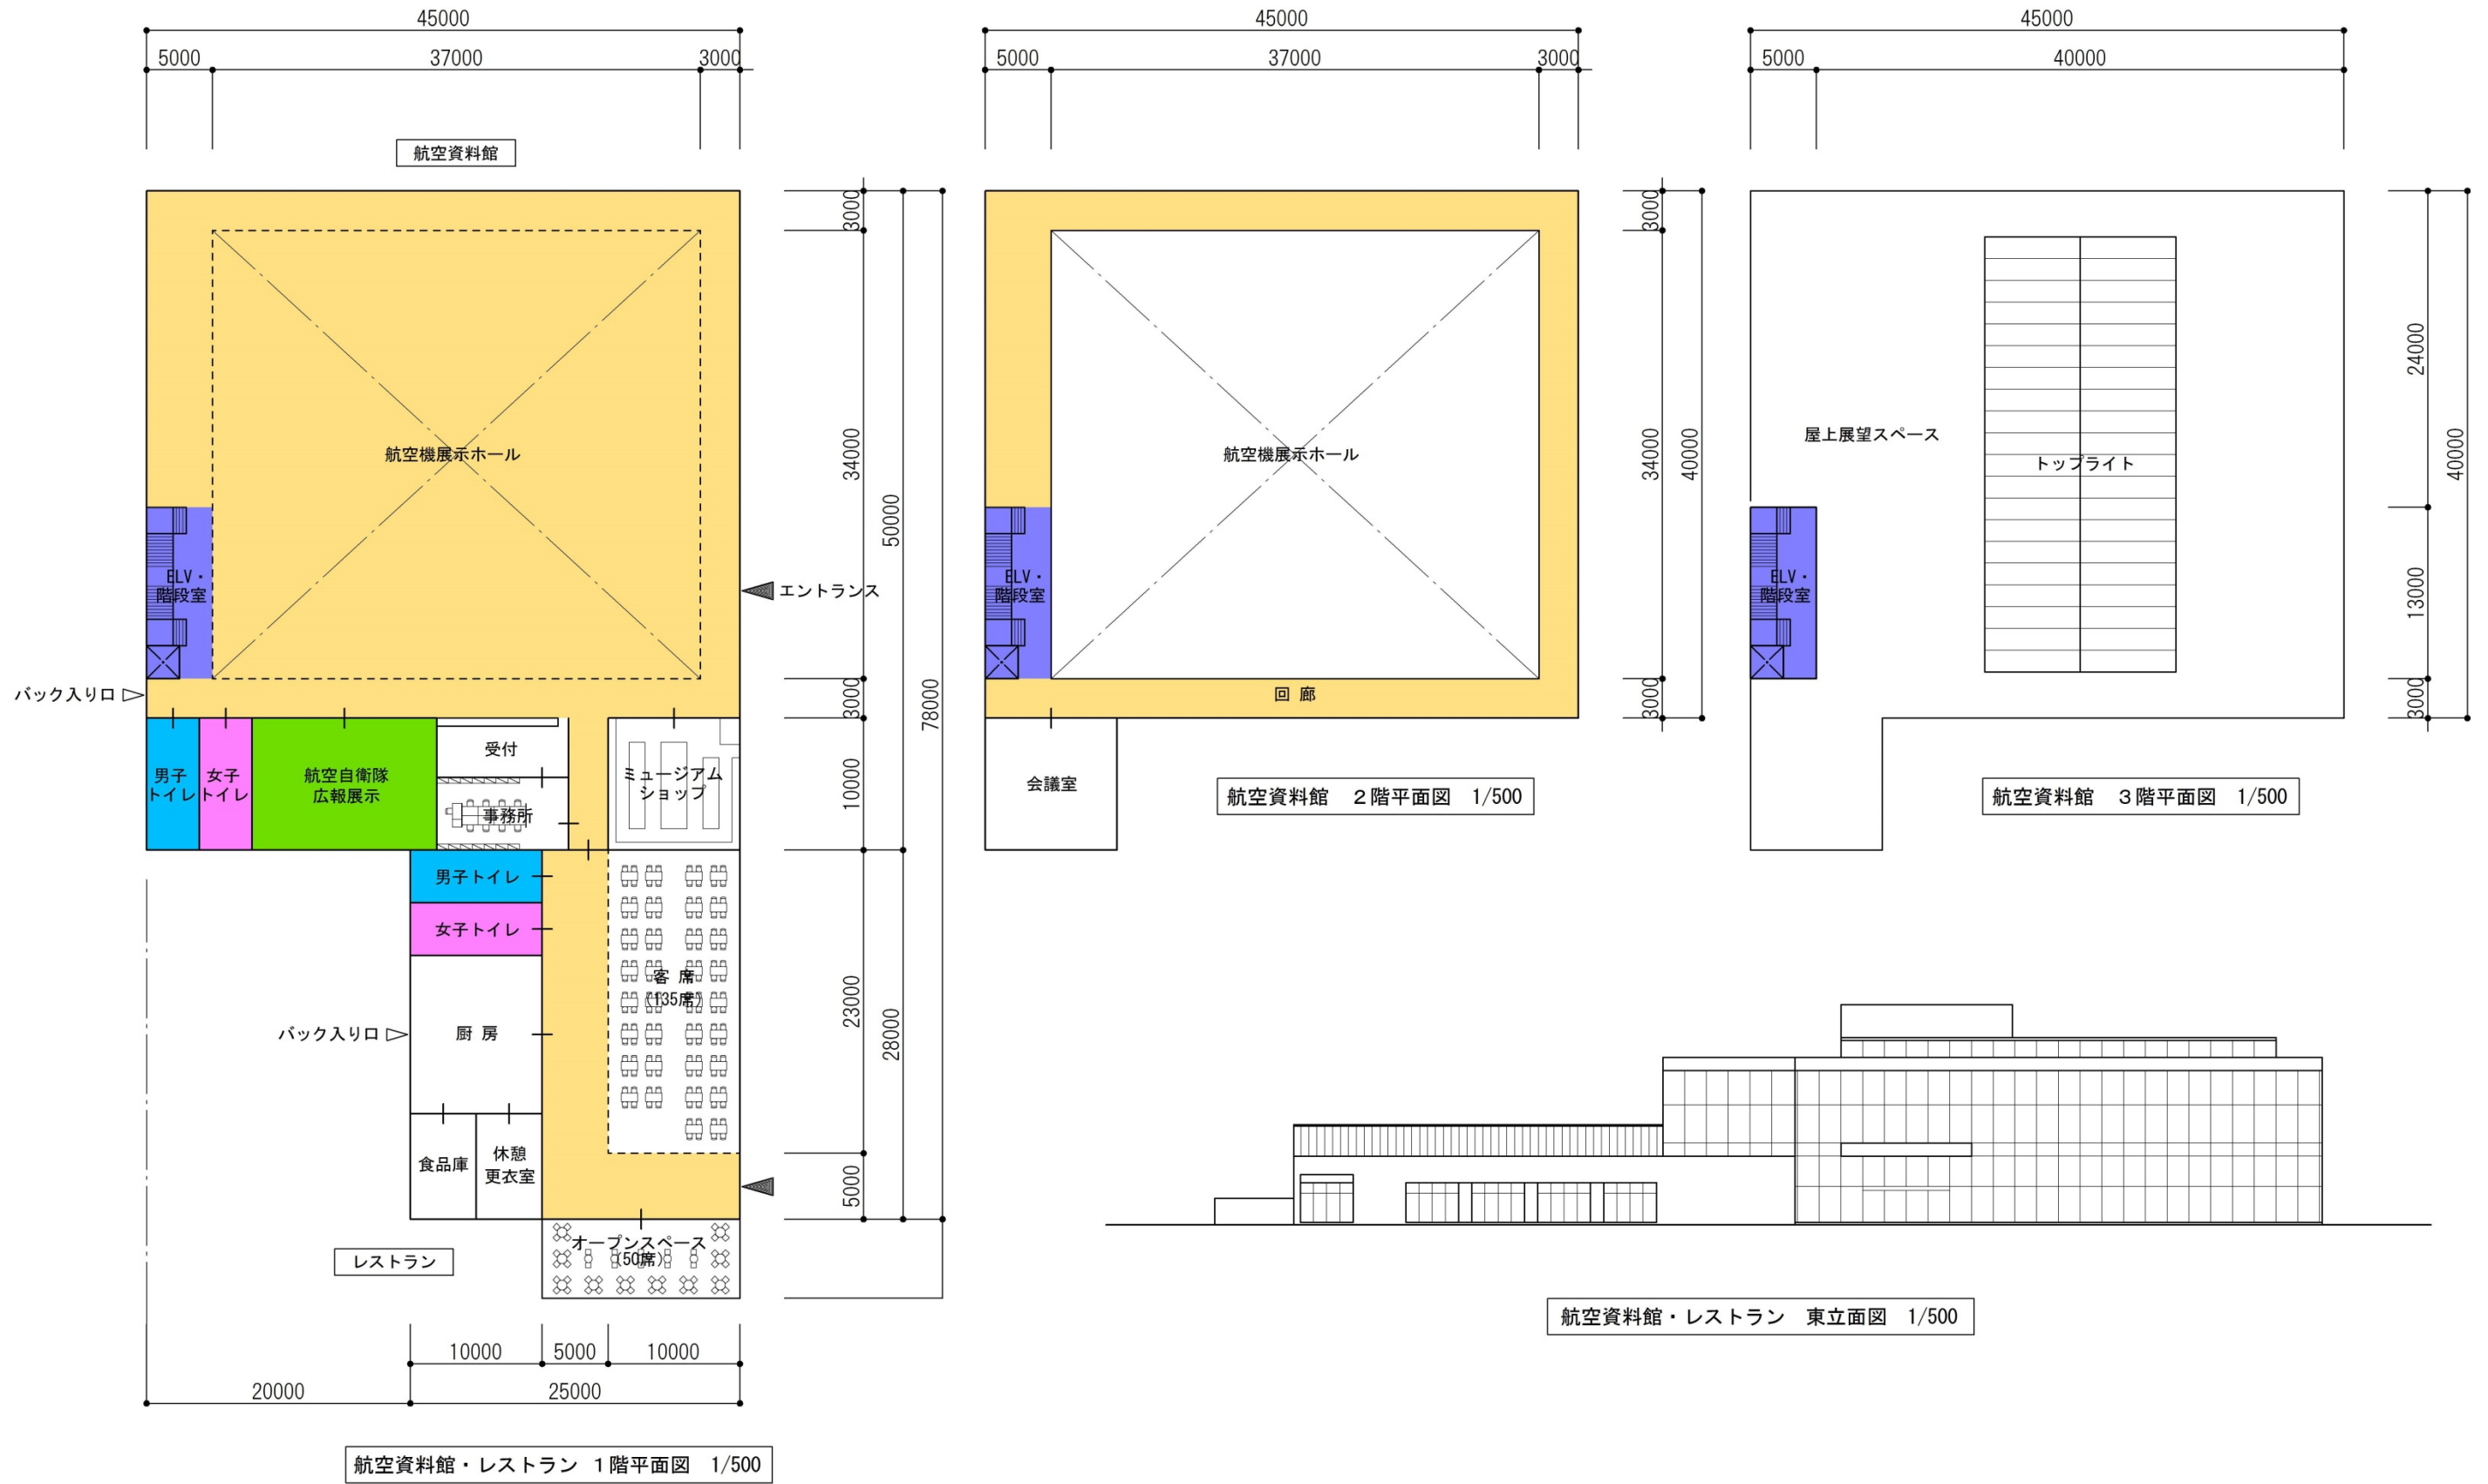 45000
5000
37000
3000
航空資料館
3000
34000
3000
10000
50000
78000
23000
28000
5000
航空機展示ホール
ELV・
階段室
エントランス
バック入り口
男子
トイレ
女子
トイレ
航空自衛隊
広報展示
受付
事務所
ミュージアム
ショップ
男子トイレ
女子トイレ
客 席
(135席)
バック入り口
厨 房
食品庫
休憩
更衣室
オープンスペース
(50席)
レストラン
10000
5000
10000
20000
25000
航空資料館・レストラン 1階平面図 1/500
45000
5000
37000
3000
3000
34000
40000
3000
航空機展示ホール
ELV・
階段室
回 廊
会議室
航空資料館 2階平面図 1/500
45000
5000
40000
24000
40000
13000
3000
屋上展望スペース
トップライト
ELV・
階段室
航空資料館 3階平面図 1/500
航空資料館・レストラン 東立面図 1/500